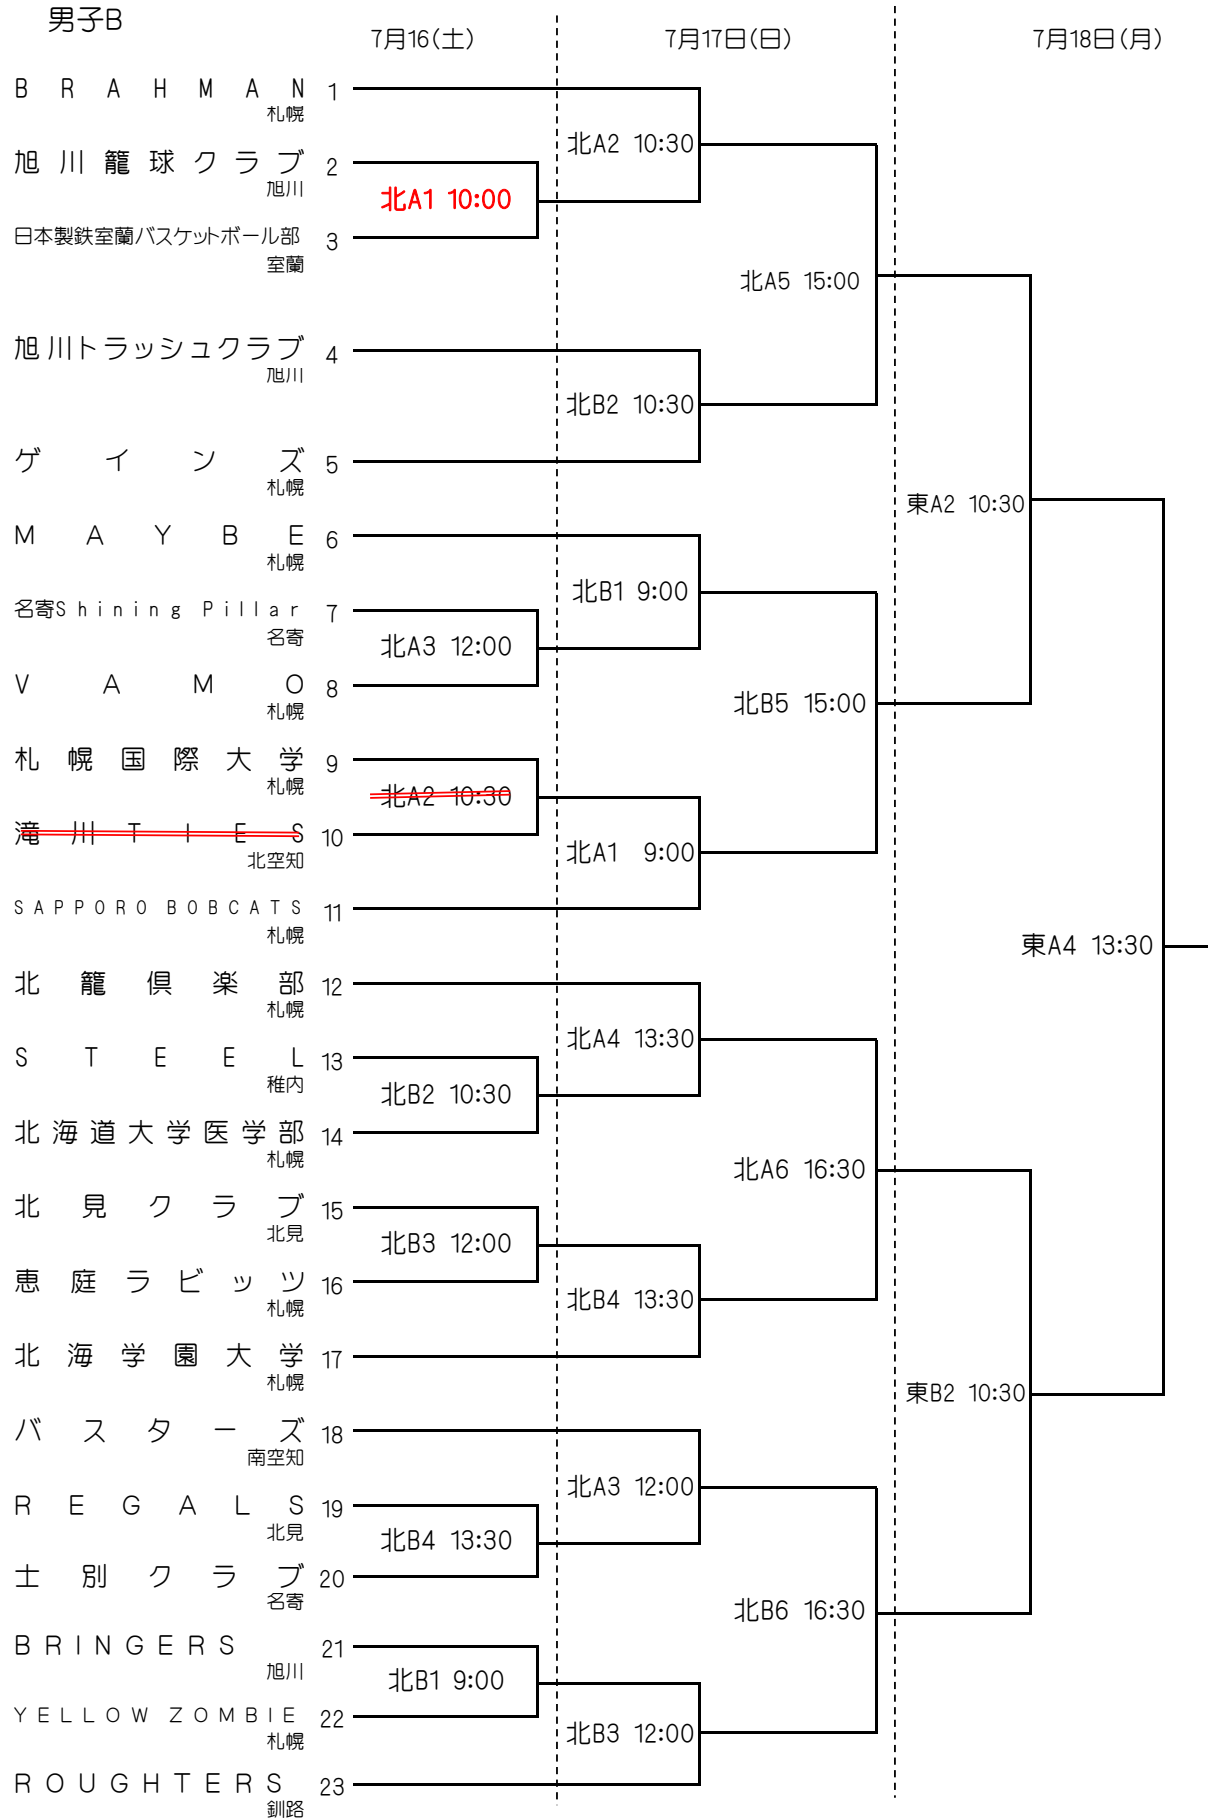 男子B
7月16(土) 7月17日(日) 7月18日(月)
BRAHMAN 1
札幌
北A2 10:30
旭川籠球クラブ 2
旭川
北A1 10:00
日本製鉄室蘭バスケットボール部 3
室蘭
北A5 15:00
旭川トラッシュクラブ 4
旭川
北B2 10:30
ゲインズ 5
札幌
東A2 10:30
MAYBE 6
札幌
北B1 9:00
名寄Shining Pillar 7
名寄
北A3 12:00
VAMO 8
札幌
北B5 15:00
札幌国際大学 9
札幌
北A2 10:30
滝川TIES 10
北空知
北A1 9:00
SAPPORO BOBCATS 11
札幌
東A4 13:30
北籠倶楽部 12
札幌
北A4 13:30
STEEL 13
稚内
北B2 10:30
北海道大学医学部 14
札幌
北A6 16:30
北見クラブ 15
北見
北B3 12:00
恵庭ラビッツ 16
札幌
北B4 13:30
北海学園大学 17
札幌
東B2 10:30
バスターズ 18
南空知
北A3 12:00
REGALS 19
北見
北B4 13:30
士別クラブ 20
名寄
北B6 16:30
BRINGERS 21
旭川
北B1 9:00
YELLOW ZOMBIE 22
札幌
北B3 12:00
ROUGHTERS 23
釧路